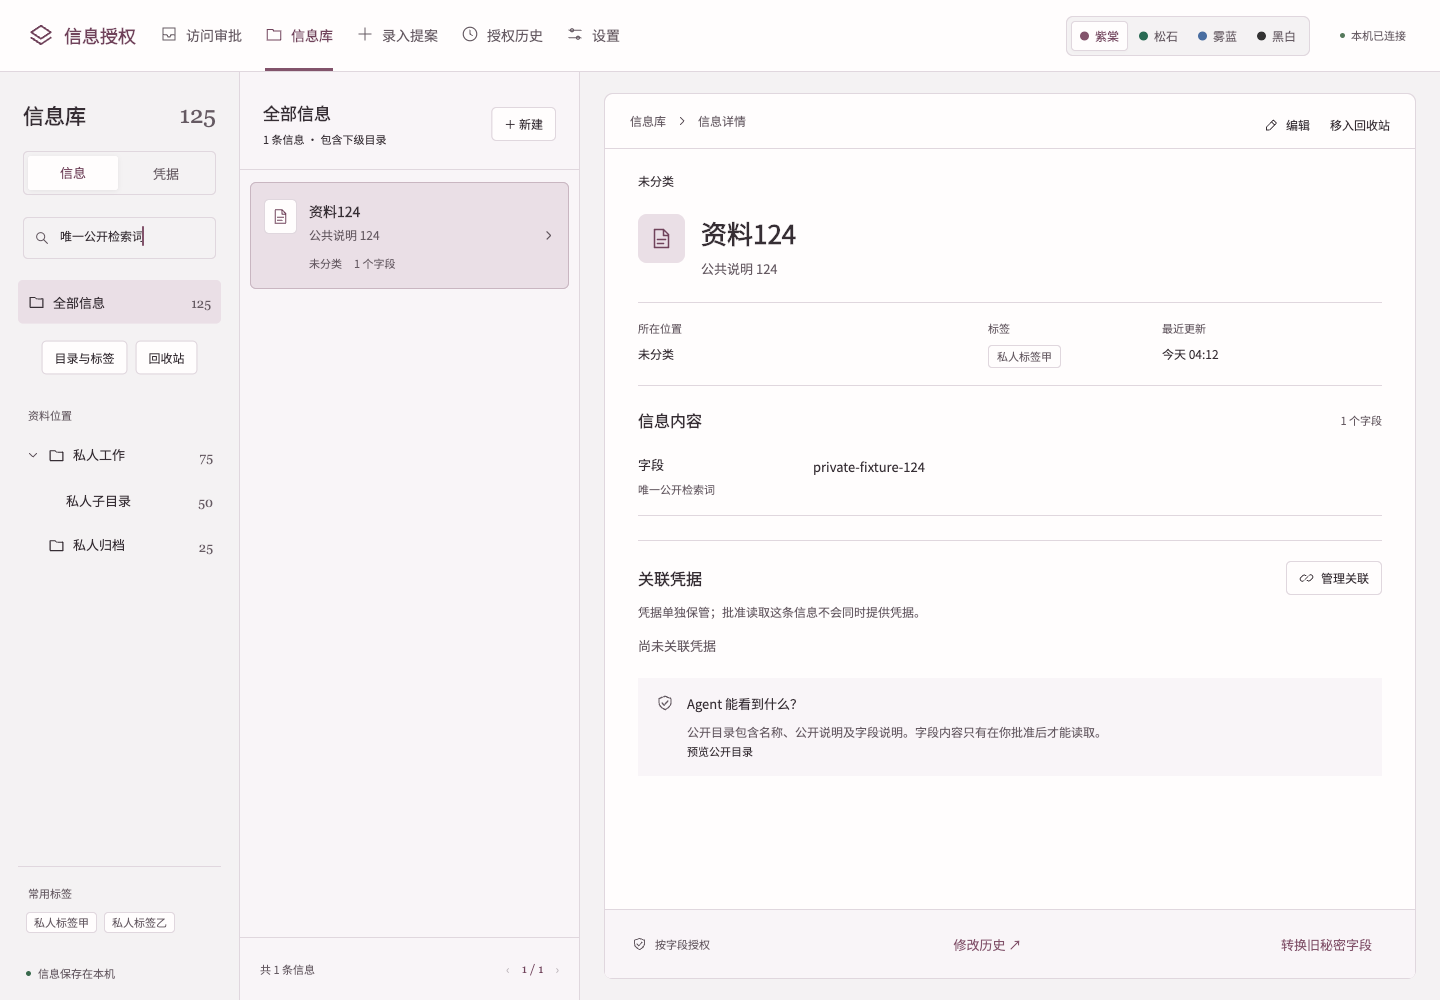 信息授权
访问审批
信息库
录入提案
授权历史
设置
紫棠
松石
雾蓝
黑白
本机已连接
信息库
125
信息
凭据
唯一公开检索词
全部信息
125
目录与标签
回收站
资料位置
私人工作
75
私人子目录
50
私人归档
25
常用标签
私人标签甲
私人标签乙
信息保存在本机
全部信息
1 条信息 · 包含下级目录
新建
资料124
公共说明 124
未分类 1 个字段
共 1 条信息
‹ 1 / 1 ›
信息库 > 信息详情
编辑
移入回收站
未分类
资料124
公共说明 124
所在位置
未分类
标签
私人标签甲
最近更新
今天 04:12
信息内容
1 个字段
字段
唯一公开检索词
private-fixture-124
关联凭据
管理关联
凭据单独保管；批准读取这条信息不会同时提供凭据。
尚未关联凭据
Agent 能看到什么？
公开目录包含名称、公开说明及字段说明。字段内容只有在你批准后才能读取。
预览公开目录
按字段授权
修改历史 ↗
转换旧秘密字段